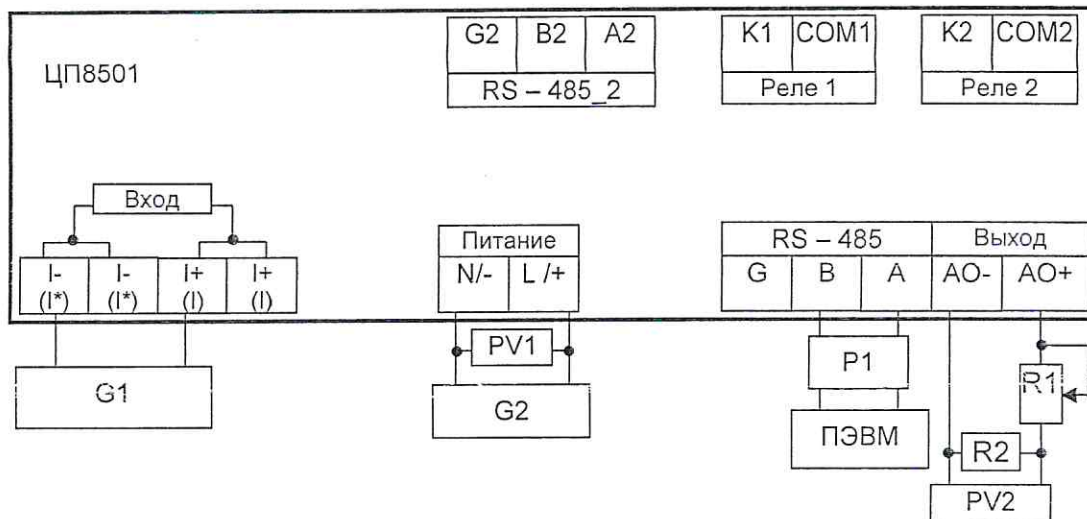 G2 B2 A2
RS – 485_2
K1 COM1
Реле 1
K2 COM2
Реле 2
ЦП8501
Вход
I- I- I+ I+
(I*) (I*) (I) (I)
Питание
N/- L /+
RS – 485 Выход
G B A AO- AO+
G1
PV1
G2
P1
ПЭВМ
R1
R2
PV2